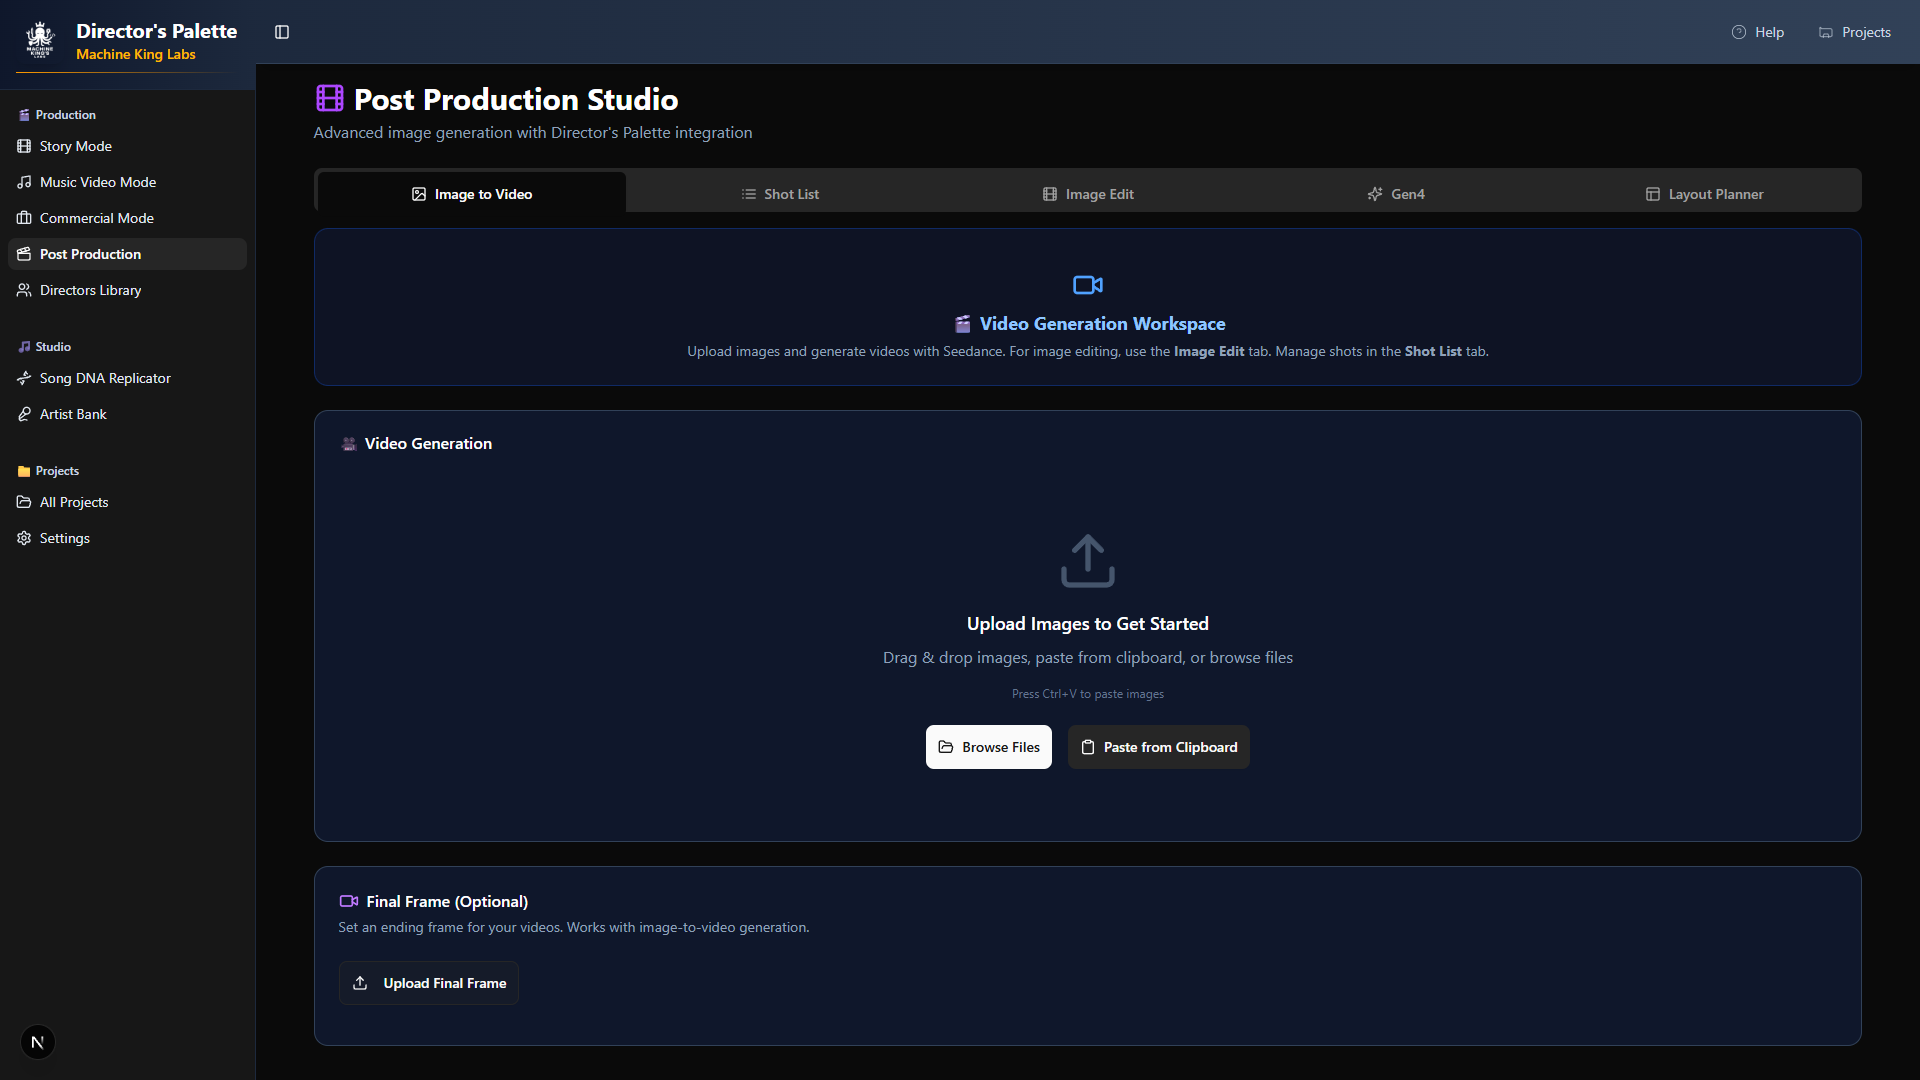 MACHINE KING'S LABS
Director's Palette
Machine King Labs
Help
Projects
Production
Story Mode
Music Video Mode
Commercial Mode
Post Production
Directors Library
Studio
Song DNA Replicator
Artist Bank
Projects
All Projects
Settings
N
Post Production Studio
Advanced image generation with Director's Palette integration
Image to Video
Shot List
Image Edit
Gen4
Layout Planner
Video Generation Workspace
Upload images and generate videos with Seedance. For image editing, use the Image Edit tab. Manage shots in the Shot List tab.
Video Generation
Upload Images to Get Started
Drag & drop images, paste from clipboard, or browse files
Press Ctrl+V to paste images
Browse Files
Paste from Clipboard
Final Frame (Optional)
Set an ending frame for your videos. Works with image-to-video generation.
Upload Final Frame